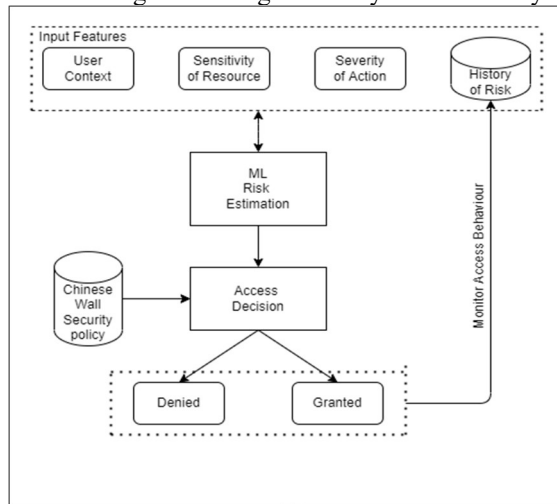 Input Features
User
Context
Sensitivity
of Resource
Severity
of Action
History
of Risk
ML
Risk
Estimation
Monitor Access Behaviour
Chinese
Wall
Security
policy
Access
Decision
Denied
Granted